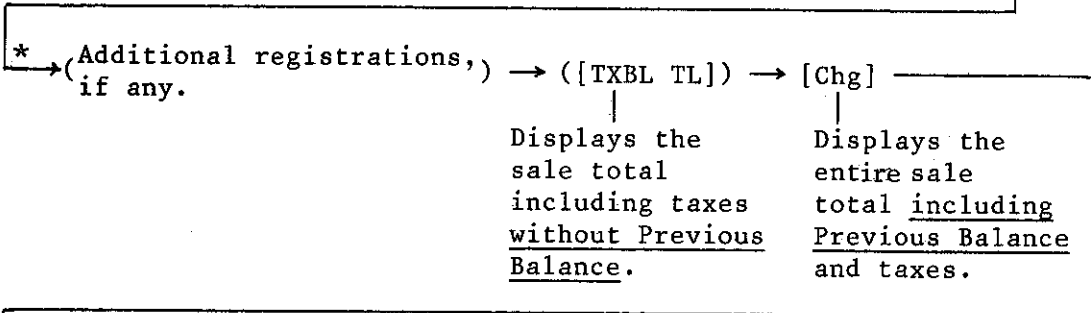 * (Additional registrations, if any.) → ([TXBL TL]) → [Chg]
Displays the
sale total
including taxes
without Previous
Balance.
Displays the
entire sale
total including
Previous Balance
and taxes.